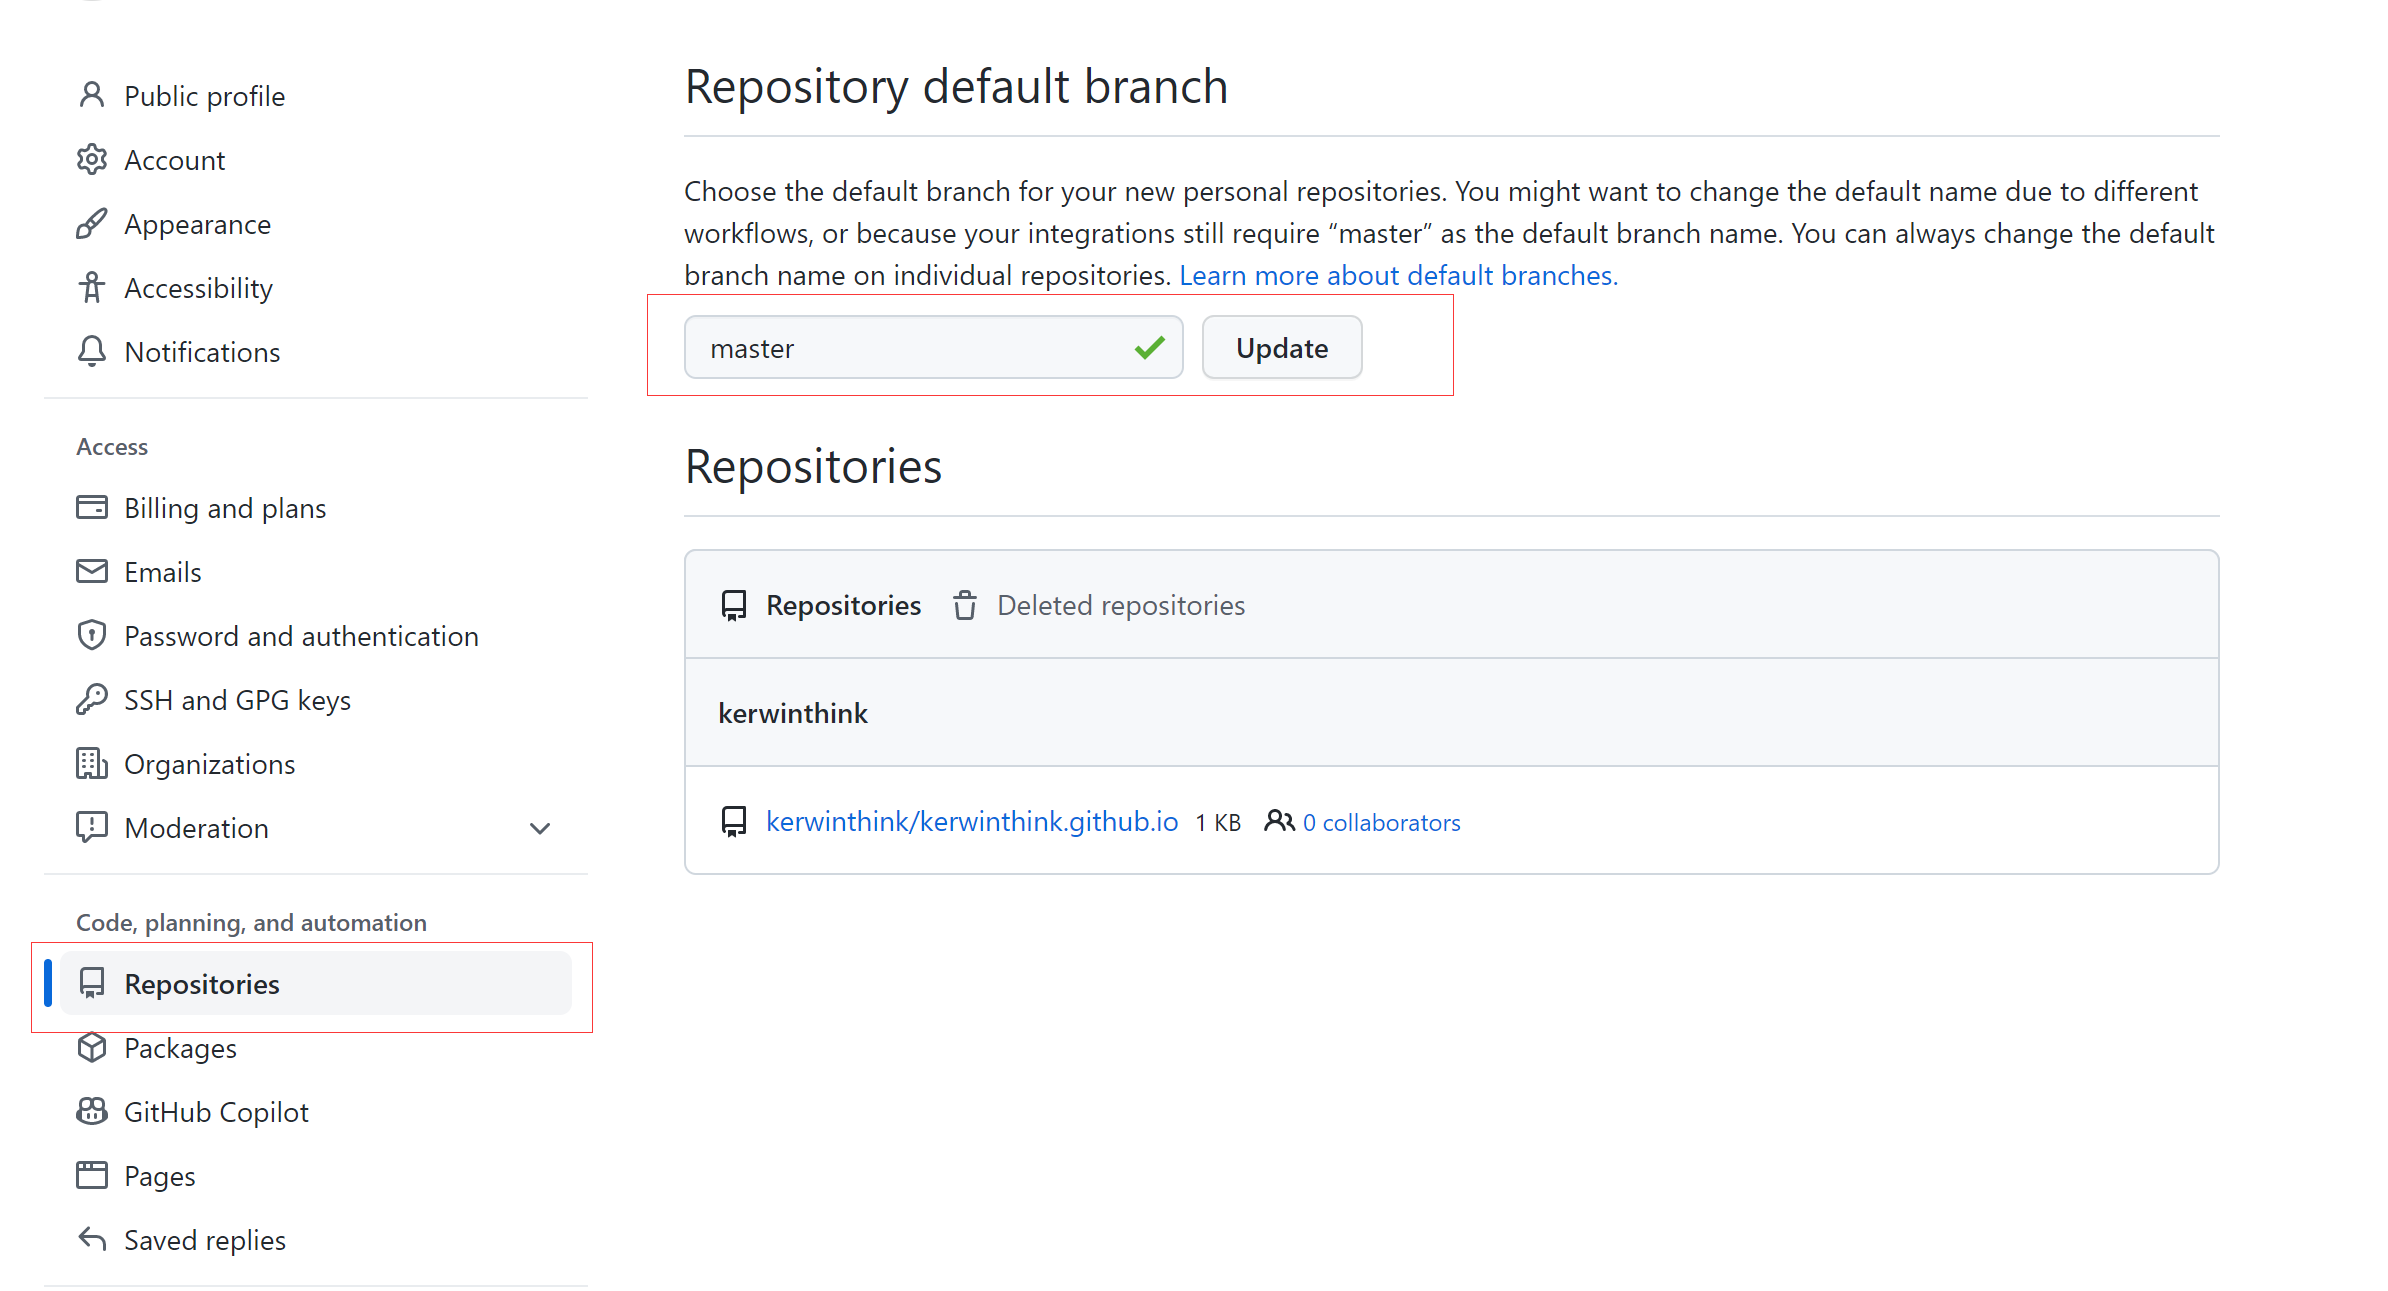 Public profile
Account
Appearance
Accessibility
Notifications
Access
Billing and plans
Emails
Password and authentication
SSH and GPG keys
Organizations
Moderation
Code, planning, and automation
Repositories
Packages
GitHub Copilot
Pages
Saved replies
Repository default branch
Choose the default branch for your new personal repositories. You might want to change the default name due to different
workflows, or because your integrations still require “master” as the default branch name. You can always change the default
branch name on individual repositories. Learn more about default branches.
master Update
Repositories
Repositories Deleted repositories
kerwinthink
kerwinthink/kerwinthink.github.io 1 KB 0 collaborators